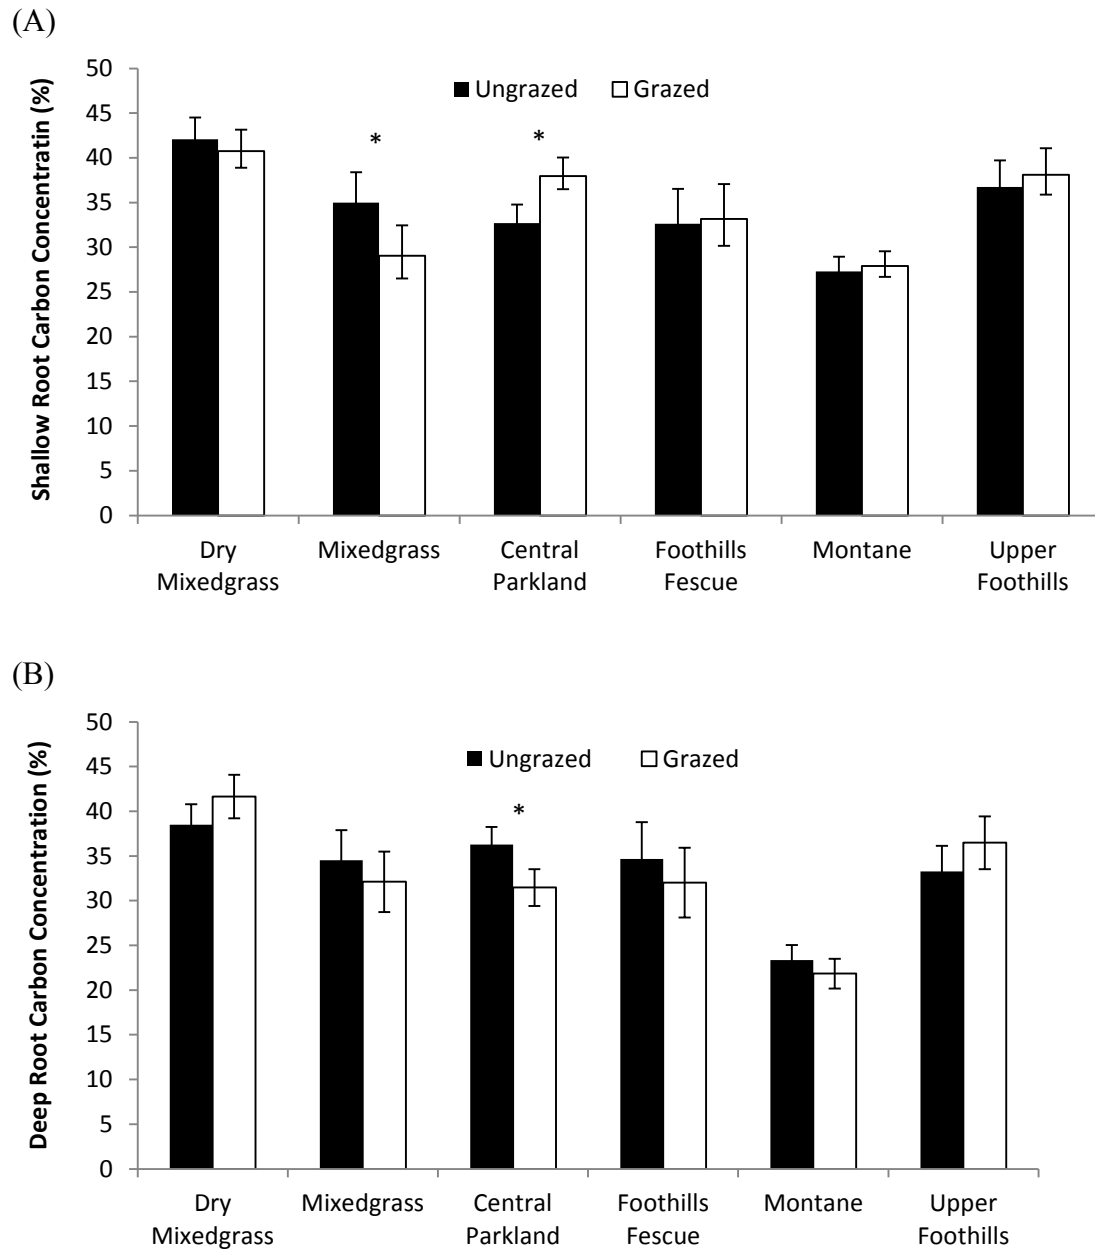 (A)
Shallow Root Carbon Concentratin (%)
50
45
40
35
30
25
20
15
10
5
0
Ungrazed Grazed
* *
Dry Mixedgrass Central Foothills Montane Upper
Mixedgrass Parkland Fescue Foothills
(B)
Deep Root Carbon Concentration (%)
50
45
40
35
30
25
20
15
10
5
0
Ungrazed Grazed
*
Dry Mixedgrass Central Foothills Montane Upper
Mixedgrass Parkland Fescue Foothills